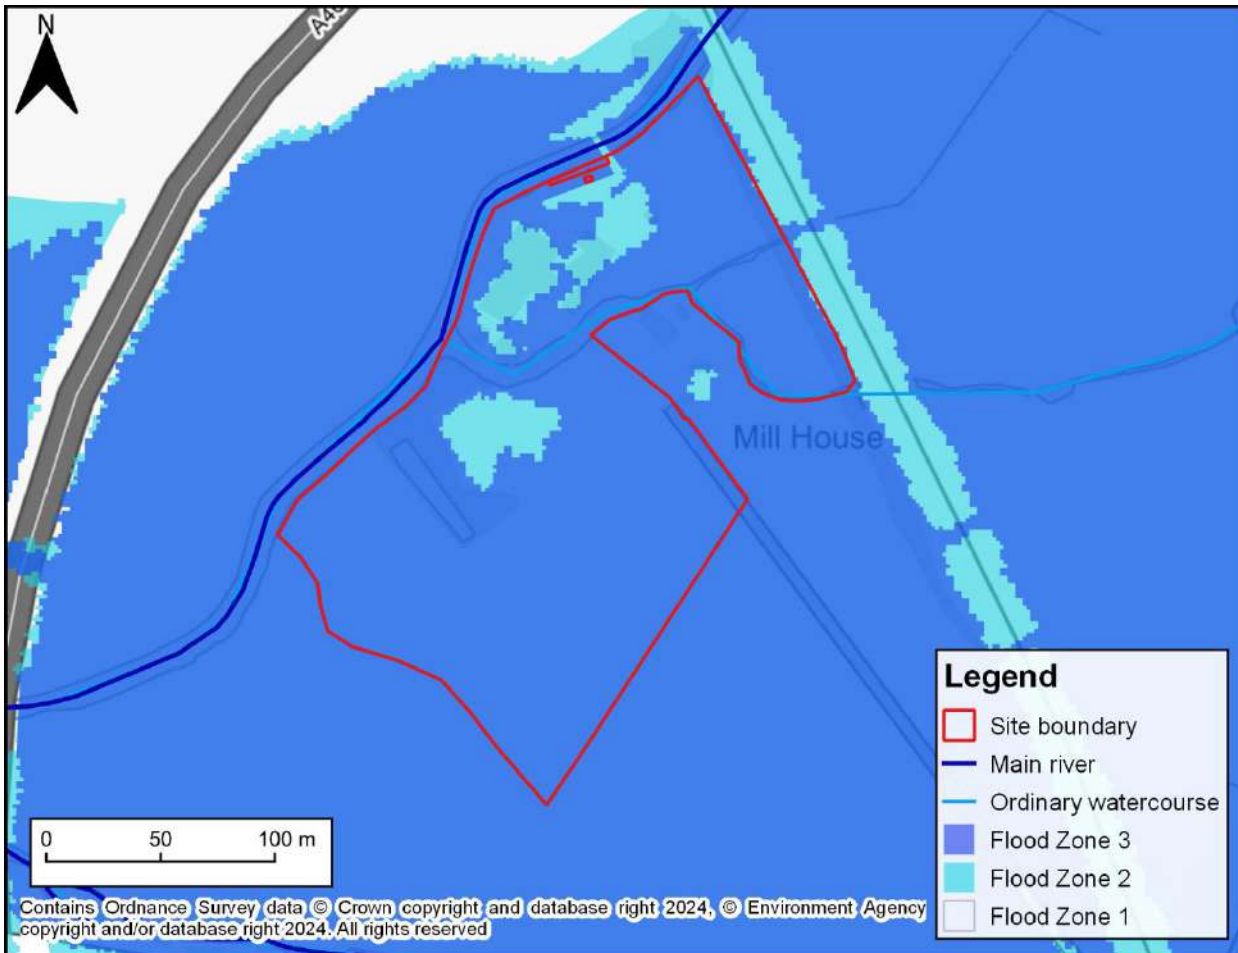 N
Mill House
Legend
Site boundary
Main river
Ordinary watercourse
Flood Zone 3
Flood Zone 2
Flood Zone 1
0 50 100 m
Contains Ordnance Survey data © Crown copyright and database right 2024, © Environment Agency
copyright and/or database right 2024. All rights reserved